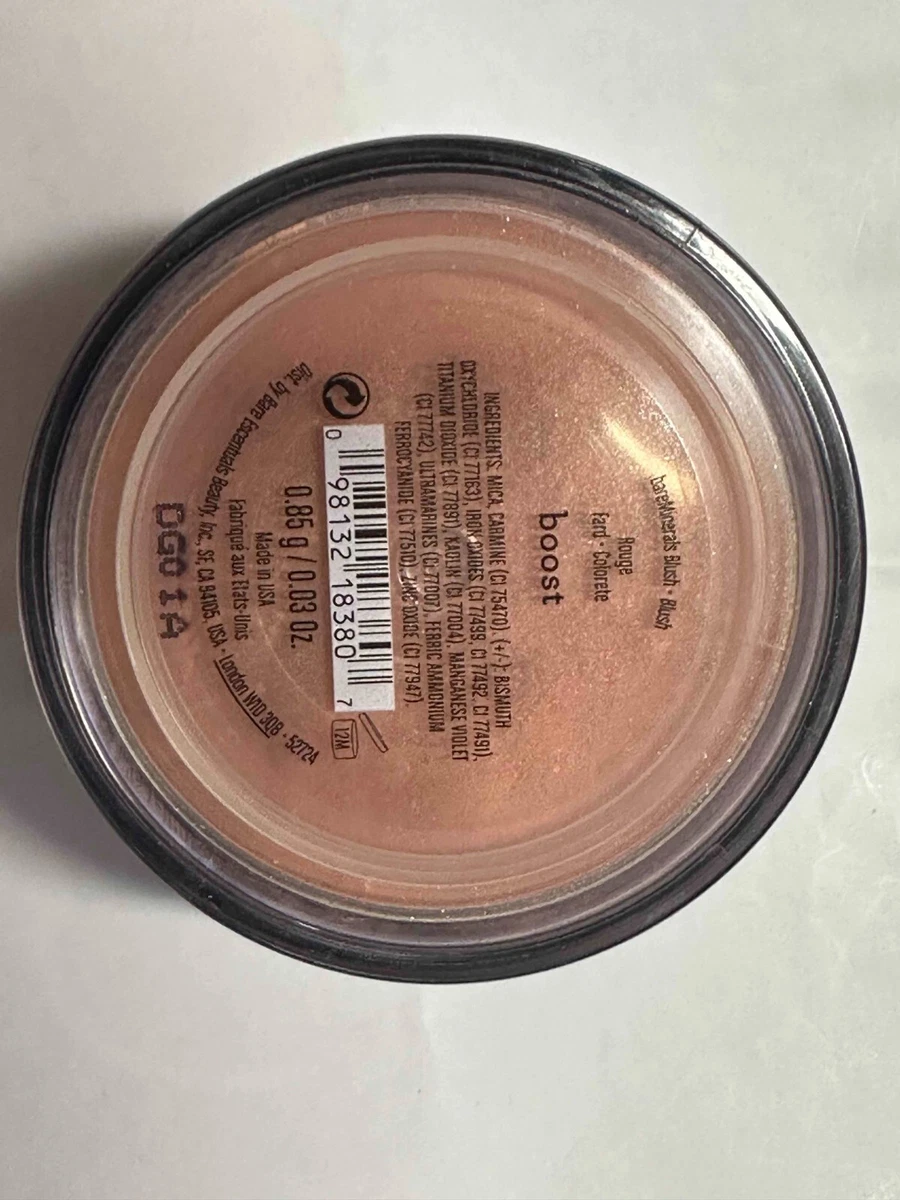 bareMinerals Blush • Blush
Rouge
Fard • Colorete
boost
INGREDIENTS: MICA, CARMINE (CI 75470). (+/-): BISMUTH
OXYCHLORIDE (CI 77163), IRON OXIDES (CI 77499, CI 77492, CI 77491),
TITANIUM DIOXIDE (CI 77891), KAOLIN (CI 77004), MANGANESE VIOLET
(CI 77742), ULTRAMARINES (CI 77007), FERRIC AMMONIUM
FERROCYANIDE (CI 77510), ZINC OXIDE (CI 77947).
0 98132 18380 7
12M
0.85 g / 0.03 Oz.
Made in USA
Fabriqué aux États-Unis
Dist. by Bare Escentuals Beauty, Inc., SF, CA 94105, USA • London W1D 3QB • 52724
DG01A